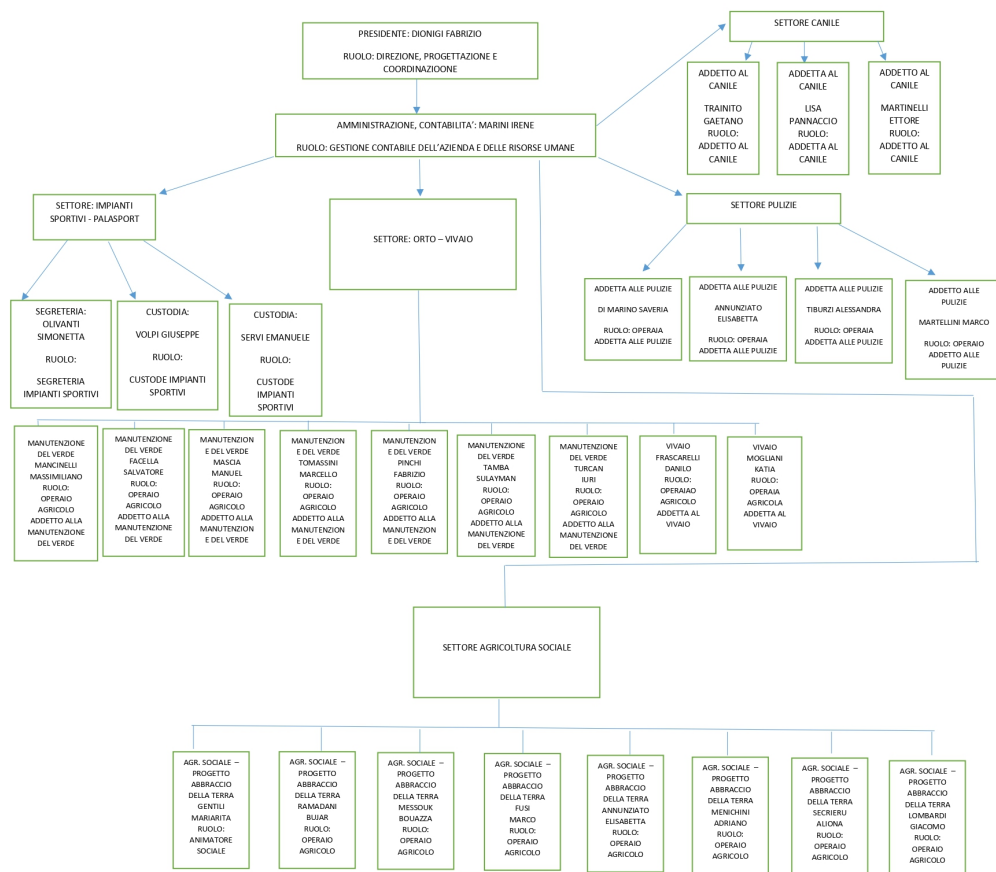 PRESIDENTE: DIONIGI FABRIZIO
RUOLO: DIREZIONE, PROGETTAZIONE E
COORDINAZIOONE
AMMINISTRAZIONE, CONTABILITA': MARINI IRENE
RUOLO: GESTIONE CONTABILE DELL'AZIENDA E DELLE RISORSE UMANE
SETTORE CANILE
ADDETTO AL
CANILE
TRAINITO
GAETANO
RUOLO:
ADDETTO AL
CANILE
ADDETTA AL
CANILE
LISA
PANNACCIO
RUOLO:
ADDETTA AL
CANILE
ADDETTO AL
CANILE
MARTINELLI
ETTORE
RUOLO:
ADDETTO AL
CANILE
SETTORE: IMPIANTI
SPORTIVI - PALASPORT
SETTORE: ORTO – VIVAIO
SETTORE PULIZIE
SEGRETERIA:
OLIVANTI
SIMONETTA
RUOLO:
SEGRETERIA
IMPIANTI SPORTIVI
CUSTODIA:
VOLPI GIUSEPPE
RUOLO:
CUSTODE IMPIANTI
SPORTIVI
CUSTODIA:
SERVI EMANUELE
RUOLO:
CUSTODE
IMPIANTI
SPORTIVI
ADDETTA ALLE PULIZIE
DI MARINO SAVERIA
RUOLO: OPERAIA
ADDETTA ALLE PULIZIE
ADDETTA ALLE PULIZIE
ANNUNZIATO
ELISABETTA
RUOLO: OPERAIA
ADDETTA ALLE PULIZIE
ADDETTA ALLE PULIZIE
TIBURZI ALESSANDRA
RUOLO: OPERAIA
ADDETTA ALLE PULIZIE
ADDETTO ALLE
PULIZIE
MARTELLINI MARCO
RUOLO: OPERAIO
ADDETTO ALLE
PULIZIE
MANUTENZIONE
DEL VERDE
MANCINELLI
MASSIMILIANO
RUOLO:
OPERAIO
AGRICOLO
ADDETTO ALLA
MANUTENZIONE
DEL VERDE
MANUTENZIONE
DEL VERDE
FACELLA
SALVATORE
RUOLO:
OPERAIO
AGRICOLO
ADDETTO ALLA
MANUTENZIONE
DEL VERDE
MANUTENZION
E DEL VERDE
MASCIA
MANUEL
RUOLO:
OPERAIO
AGRICOLO
ADDETTO ALLA
MANUTENZION
E DEL VERDE
MANUTENZION
E DEL VERDE
TOMASSINI
MARCELLO
RUOLO:
OPERAIO
AGRICOLO
ADDETTO ALLA
MANUTENZION
E DEL VERDE
MANUTENZION
E DEL VERDE
PINCHI
FABRIZIO
RUOLO:
OPERAIO
AGRICOLO
ADDETTO ALLA
MANUTENZION
E DEL VERDE
MANUTENZIONE
DEL VERDE
TAMBA
SULAYMAN
RUOLO:
OPERAIO
AGRICOLO
ADDETTO ALLA
MANUTENZIONE
DEL VERDE
MANUTENZIONE
DEL VERDE
TURCAN
IURI
RUOLO:
OPERAIO
AGRICOLO
ADDETTO ALLA
MANUTENZIONE
DEL VERDE
VIVAIO
FRASCARELLI
DANILO
RUOLO:
OPERAIAO
AGRICOLO
ADDETTA AL
VIVAIO
VIVAIO
MOGLIANI
KATIA
RUOLO:
OPERAIA
AGRICOLA
ADDETTA AL
VIVAIO
SETTORE AGRICOLTURA SOCIALE
AGR. SOCIALE –
PROGETTO
ABBRACCIO
DELLA TERRA
GENTILI
MARIARITA
RUOLO:
ANIMATORE
SOCIALE
AGR. SOCIALE –
PROGETTO
ABBRACCIO
DELLA TERRA
RAMADANI
BUJAR
RUOLO:
OPERAIO
AGRICOLO
AGR. SOCIALE –
PROGETTO
ABBRACCIO
DELLA TERRA
MESSOUK
BOUAZZA
RUOLO:
OPERAIO
AGRICOLO
AGR. SOCIALE –
PROGETTO
ABBRACCIO
DELLA TERRA
FUSI
MARCO
RUOLO:
OPERAIO
AGRICOLO
AGR. SOCIALE –
PROGETTO
ABBRACCIO
DELLA TERRA
ANNUNZIATO
ELISABETTA
RUOLO:
OPERAIO
AGRICOLO
AGR. SOCIALE –
PROGETTO
ABBRACCIO
DELLA TERRA
MENICHINI
ADRIANO
RUOLO:
OPERAIO
AGRICOLO
AGR. SOCIALE –
PROGETTO
ABBRACCIO
DELLA TERRA
SECRIERU
ALIONA
RUOLO:
OPERAIO
AGRICOLO
AGR. SOCIALE –
PROGETTO
ABBRACCIO
DELLA TERRA
LOMBARDI
GIACOMO
RUOLO:
OPERAIO
AGRICOLO